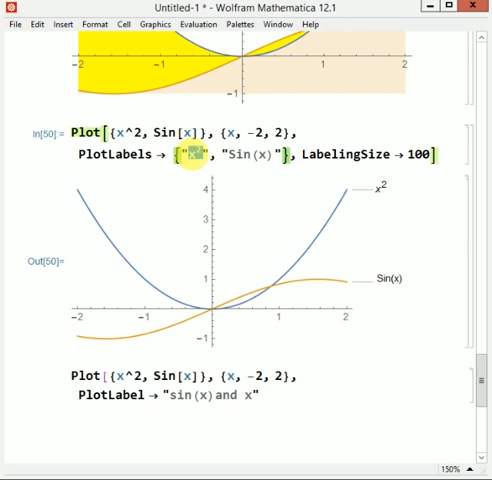 Untitled-1 * - Wolfram Mathematica 12.1
File Edit Insert Format Cell Graphics Evaluation Palettes Window Help
-2 -1 1 2
-1
In[50]:= Plot[{x^2, Sin[x]}, {x, -2, 2},
PlotLabels → {"x²", "Sin(x)"}, LabelingSize → 100]
4 x²
3
2
Out[50]=
1 Sin(x)
-2 -1 1 2
-1
Plot[{x^2, Sin[x]}, {x, -2, 2},
PlotLabel → "sin(x)and x"
150%